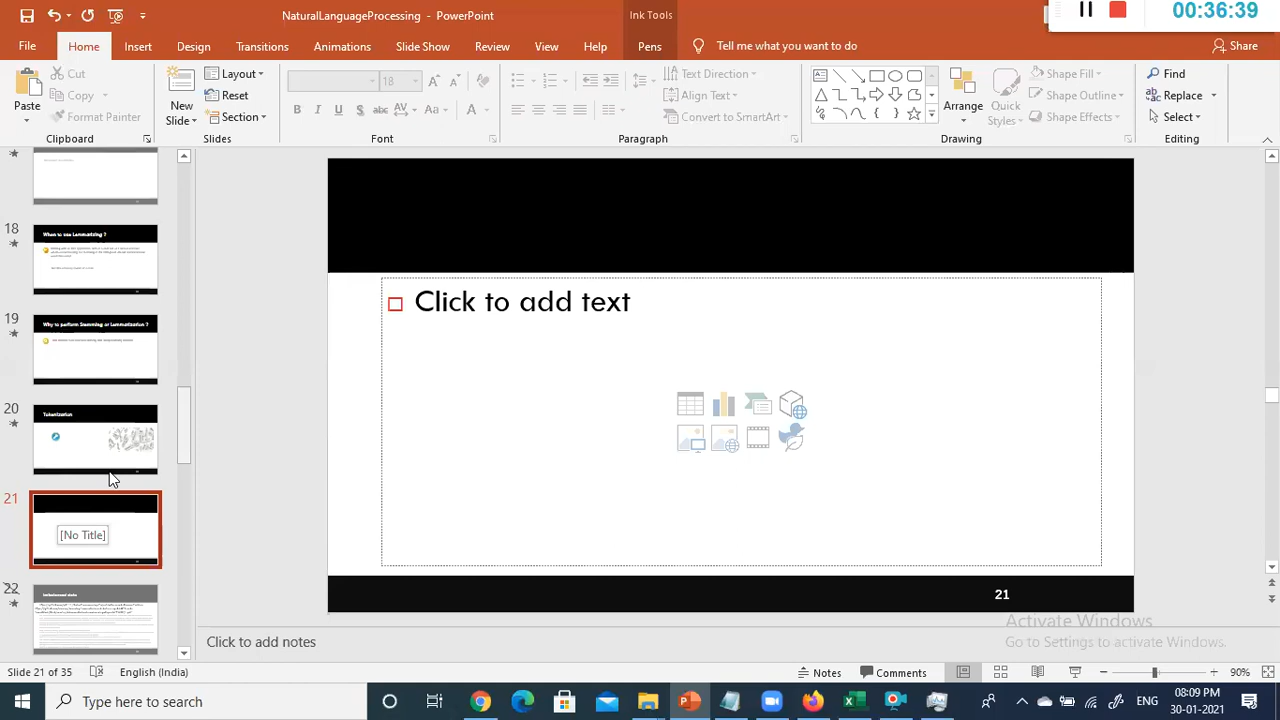 NaturalLanguageProcessing - PowerPoint
Ink Tools
00:36:39
File
Home
Insert
Design
Transitions
Animations
Slide Show
Review
View
Help
Pens
Tell me what you want to do
Share
Paste
Cut
Copy
Format Painter
Clipboard
New
Slide
Layout
Reset
Section
Slides
18
Font
Text Direction
Align Text
Convert to SmartArt
Paragraph
Arrange
Quick
Styles
Shape Fill
Shape Outline
Shape Effects
Drawing
Find
Replace
Select
Editing
18
When to use Lemmatizing ?
19
Why to perform Stemming or Lemmatization ?
20
Tokenization
21
[No Title]
22
Imbalanced data
Click to add text
21
Click to add notes
Activate Windows
Go to Settings to activate Windows.
Slide 21 of 35
English (India)
Notes
Comments
90%
Type here to search
ENG
08:09 PM
30-01-2021